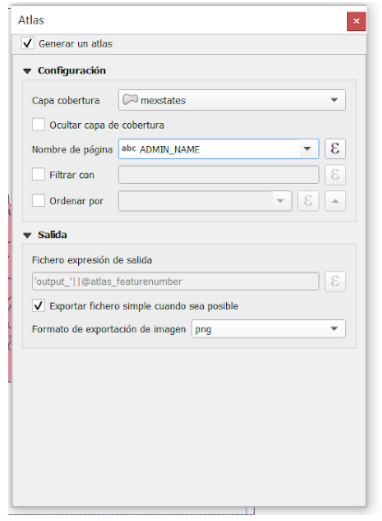 Atlas
Generar un atlas
Configuración
Capa cobertura mexstates
Ocultar capa de cobertura
Nombre de página abc ADMIN_NAME ε
Filtrar con ε
Ordenar por ε
Salida
Fichero expresión de salida
'output_'||@atlas_featurenumber ε
Exportar fichero simple cuando sea posible
Formato de exportación de imagen png